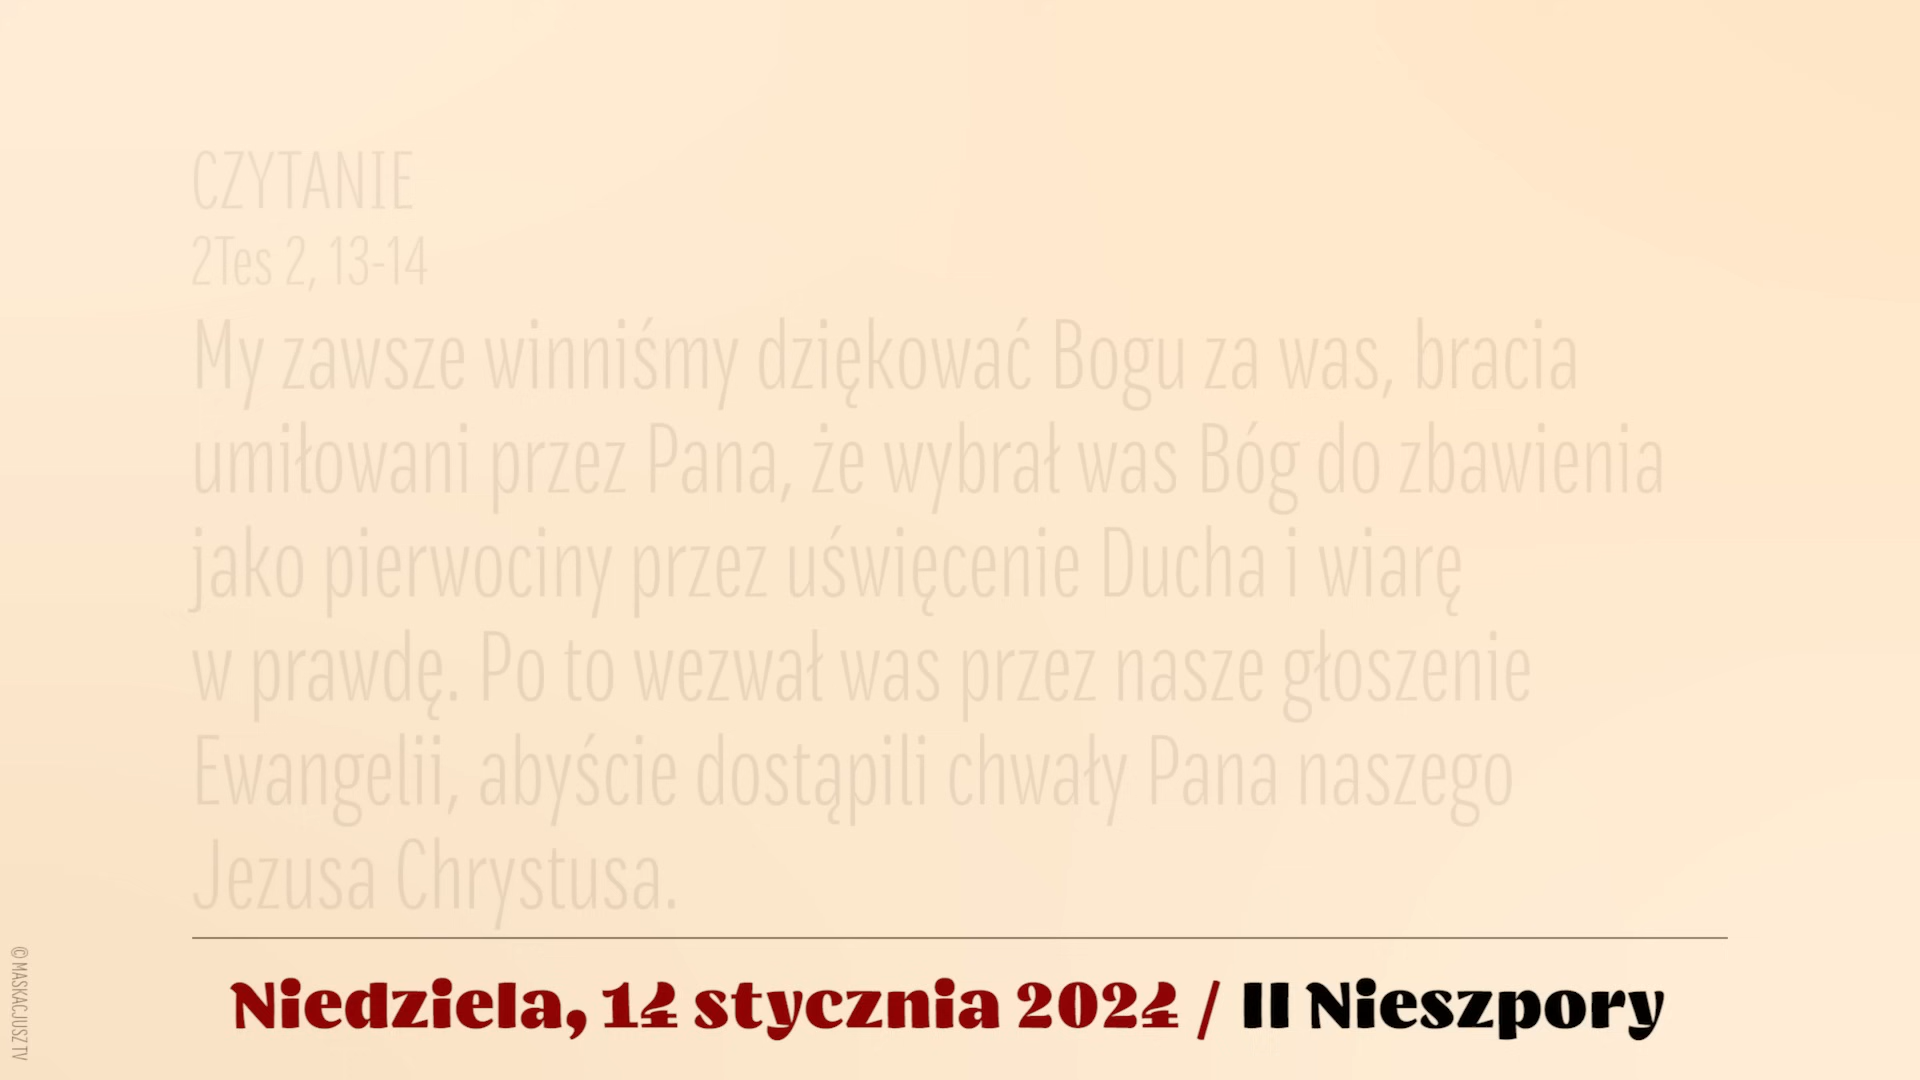 CZYTANIE
2Tes 2, 13-14
My zawsze winniśmy dziękować Bogu za was, bracia
umiłowani przez Pana, że wybrał was Bóg do zbawienia
jako pierwociny przez uświęcenie Ducha i wiarę
w prawdę. Po to wezwał was przez nasze głoszenie
Ewangelii, abyście dostąpili chwały Pana naszego
Jezusa Chrystusa.
Niedziela, 14 stycznia 2024 / II Nieszpory
© MASKACJUSZ TV